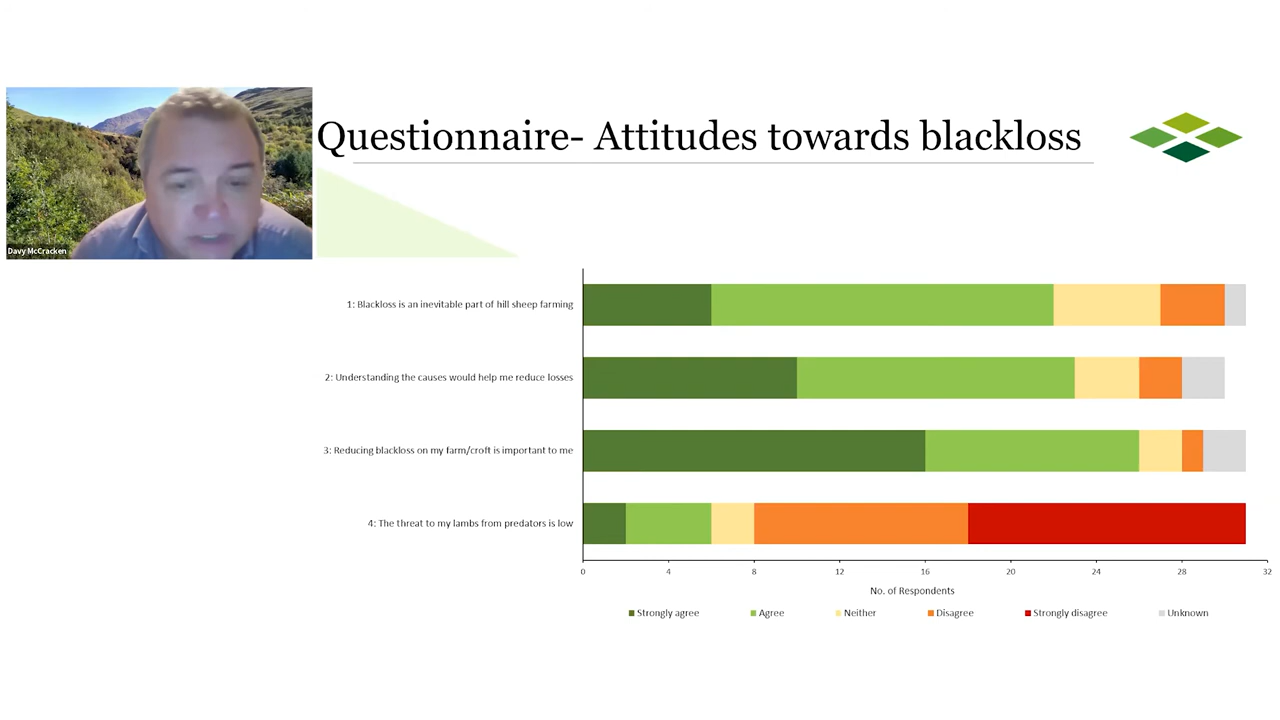 Questionnaire- Attitudes towards blackloss
Davy McCracken
1: Blackloss is an inevitable part of hill sheep farming
2: Understanding the causes would help me reduce losses
3: Reducing blackloss on my farm/croft is important to me
4: The threat to my lambs from predators is low
0 4 8 12 16 20 24 28 32
No. of Respondents
Strongly agree Agree Neither Disagree Strongly disagree Unknown